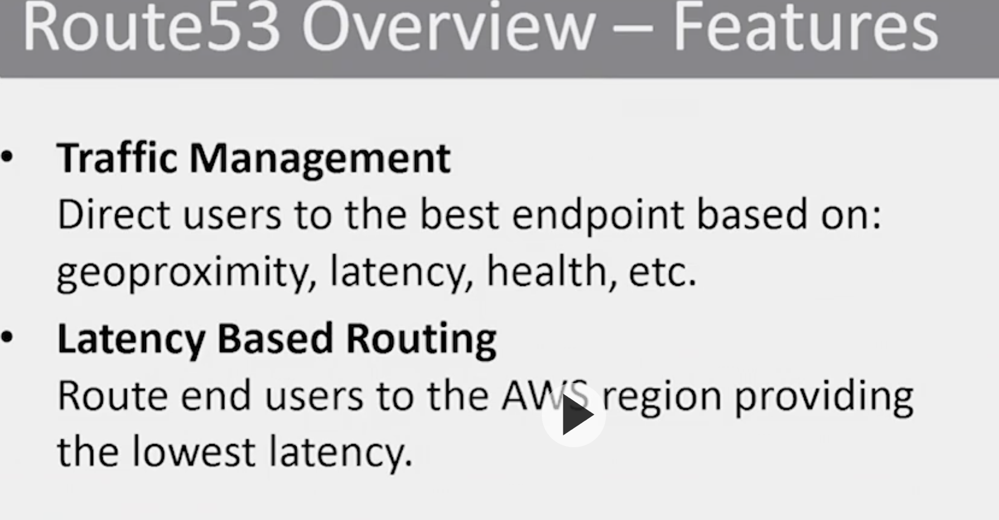 Route53 Overview – Features
• Traffic Management
Direct users to the best endpoint based on:
geoproximity, latency, health, etc.
• Latency Based Routing
Route end users to the AWS region providing
the lowest latency.